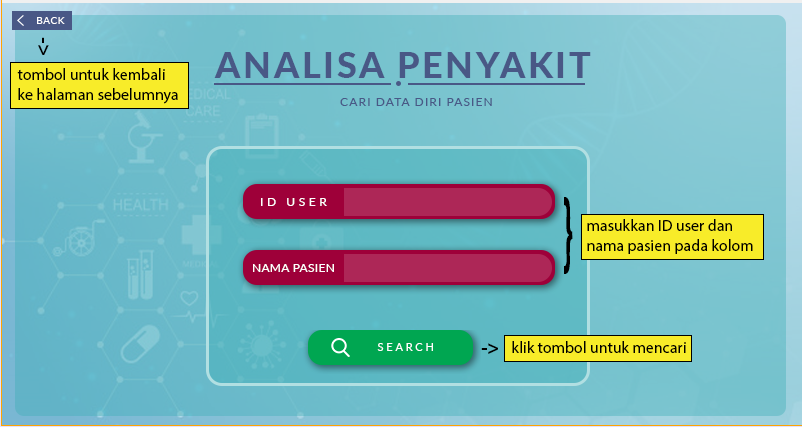 BACK
tombol untuk kembali
ke halaman sebelumnya
ANALISA PENYAKIT
CARI DATA DIRI PASIEN
MEDICAL
CARE
HEALTH
MEDICAL
ID USER
NAMA PASIEN
masukkan ID user dan
nama pasien pada kolom
SEARCH
-> klik tombol untuk mencari